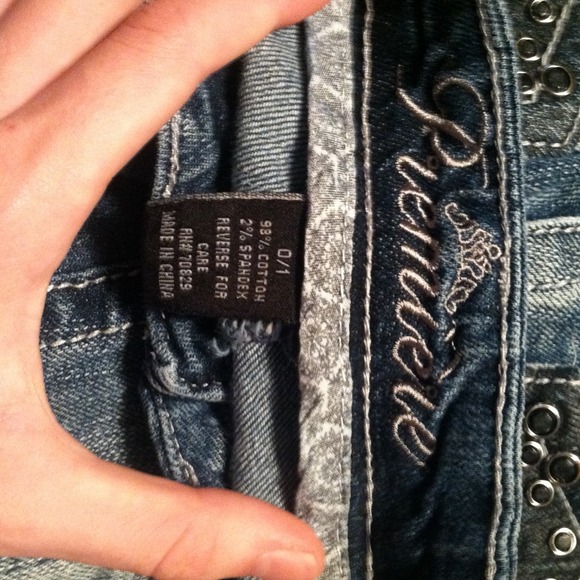 Premiere
0/1
98% COTTON
2% SPANDEX
REVERSE FOR
CARE
RN# 70829
MADE IN CHINA